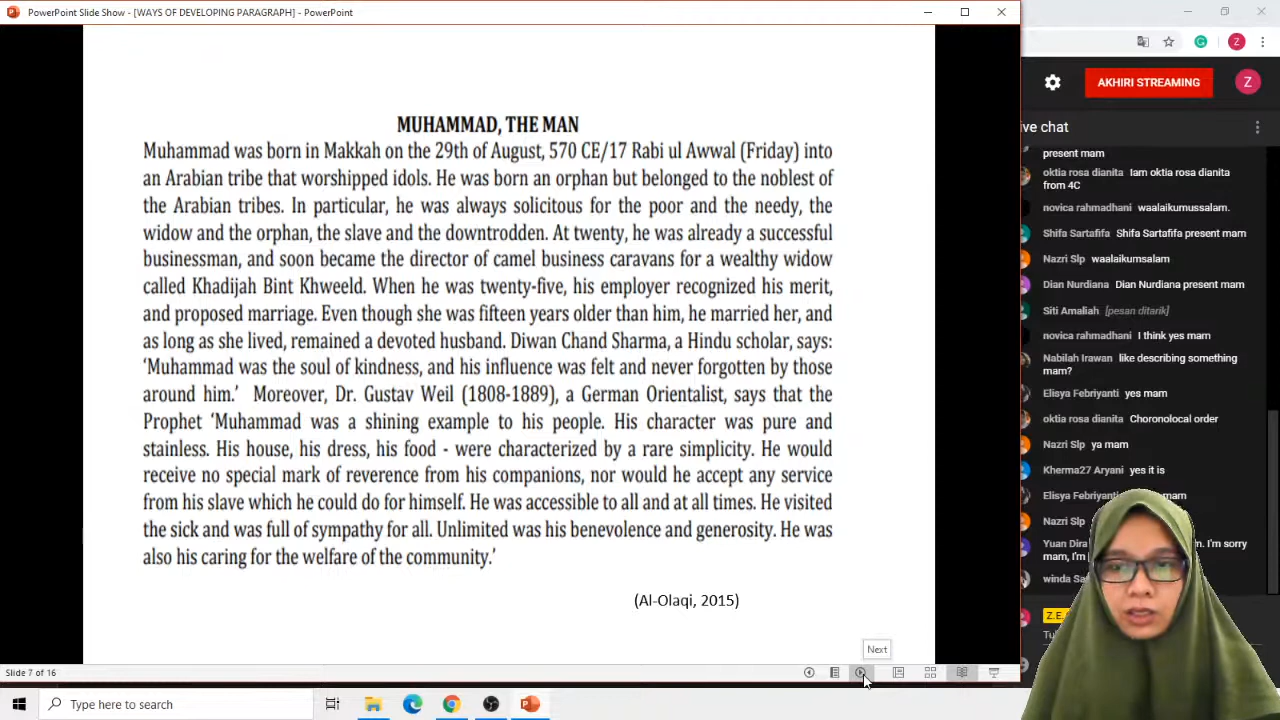 PowerPoint Slide Show - [WAYS OF DEVELOPING PARAGRAPH] - PowerPoint
MUHAMMAD, THE MAN
Muhammad was born in Makkah on the 29th of August, 570 CE/17 Rabi ul Awwal (Friday) into
an Arabian tribe that worshipped idols. He was born an orphan but belonged to the noblest of
the Arabian tribes. In particular, he was always solicitous for the poor and the needy, the
widow and the orphan, the slave and the downtrodden. At twenty, he was already a successful
businessman, and soon became the director of camel business caravans for a wealthy widow
called Khadijah Bint Khweeld. When he was twenty-five, his employer recognized his merit,
and proposed marriage. Even though she was fifteen years older than him, he married her, and
as long as she lived, remained a devoted husband. Diwan Chand Sharma, a Hindu scholar, says:
‘Muhammad was the soul of kindness, and his influence was felt and never forgotten by those
around him.’ Moreover, Dr. Gustav Weil (1808-1889), a German Orientalist, says that the
Prophet ‘Muhammad was a shining example to his people. His character was pure and
stainless. His house, his dress, his food - were characterized by a rare simplicity. He would
receive no special mark of reverence from his companions, nor would he accept any service
from his slave which he could do for himself. He was accessible to all and at all times. He visited
the sick and was full of sympathy for all. Unlimited was his benevolence and generosity. He was
also his caring for the welfare of the community.’
(Al-Olaqi, 2015)
Next
Slide 7 of 16
Type here to search
Z
AKHIRI STREAMING
Z
ive chat
present mam
oktia rosa dianita Iam oktia rosa dianita
from 4C
novica rahmadhani waalaikumussalam.
Shifa Sartafifa Shifa Sartafifa present mam
Nazri Slp waalaikumsalam
Dian Nurdiana Dian Nurdiana present mam
Siti Amaliah [pesan ditarik]
novica rahmadhani I think yes mam
Nabilah Irawan like describing something
mam?
Elisya Febriyanti yes mam
oktia rosa dianita Choronolocal order
Nazri Slp ya mam
Kherma27 Aryani yes it is
Elisya Febriyanti mam
Nazri Slp
Yuan Dira I'm sorry
mam, I'm
winda
Z.E.